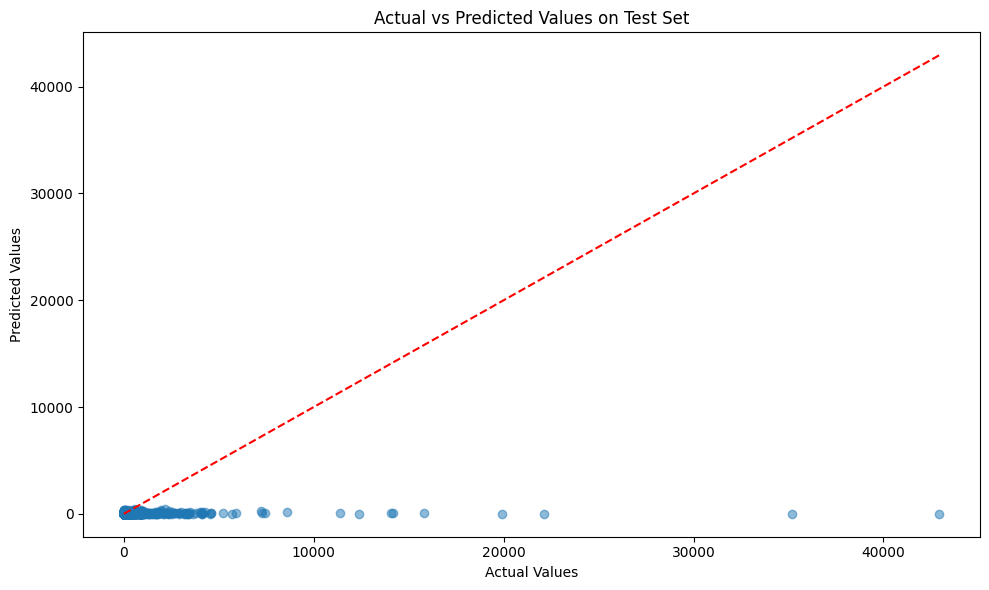 Actual vs Predicted Values on Test Set
Predicted Values
40000
30000
20000
10000
0
0 10000 20000 30000 40000
Actual Values